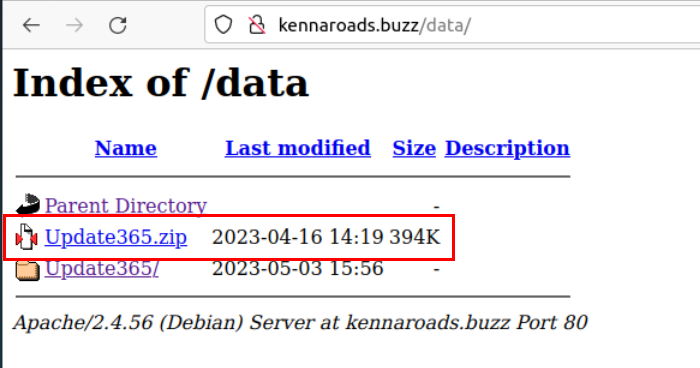 kennaroads.buzz/data/
Index of /data
Name Last modified Size Description
Parent Directory -
Update365.zip 2023-04-16 14:19 394K
Update365/ 2023-05-03 15:56 -
Apache/2.4.56 (Debian) Server at kennaroads.buzz Port 80